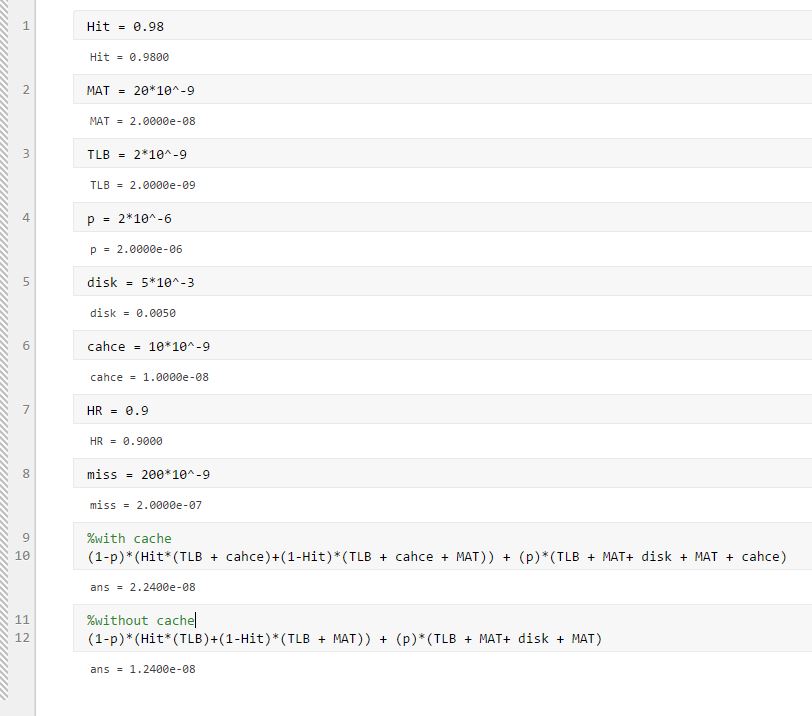 1 Hit = 0.98
Hit = 0.9800
2 MAT = 20*10^-9
MAT = 2.0000e-08
3 TLB = 2*10^-9
TLB = 2.0000e-09
4 p = 2*10^-6
p = 2.0000e-06
5 disk = 5*10^-3
disk = 0.0050
6 cahce = 10*10^-9
cahce = 1.0000e-08
7 HR = 0.9
HR = 0.9000
8 miss = 200*10^-9
miss = 2.0000e-07
9 %with cache
10 (1-p)*(Hit*(TLB + cahce)+(1-Hit)*(TLB + cahce + MAT)) + (p)*(TLB + MAT+ disk + MAT + cahce)
ans = 2.2400e-08
11 %without cache
12 (1-p)*(Hit*(TLB)+(1-Hit)*(TLB + MAT)) + (p)*(TLB + MAT+ disk + MAT)
ans = 1.2400e-08